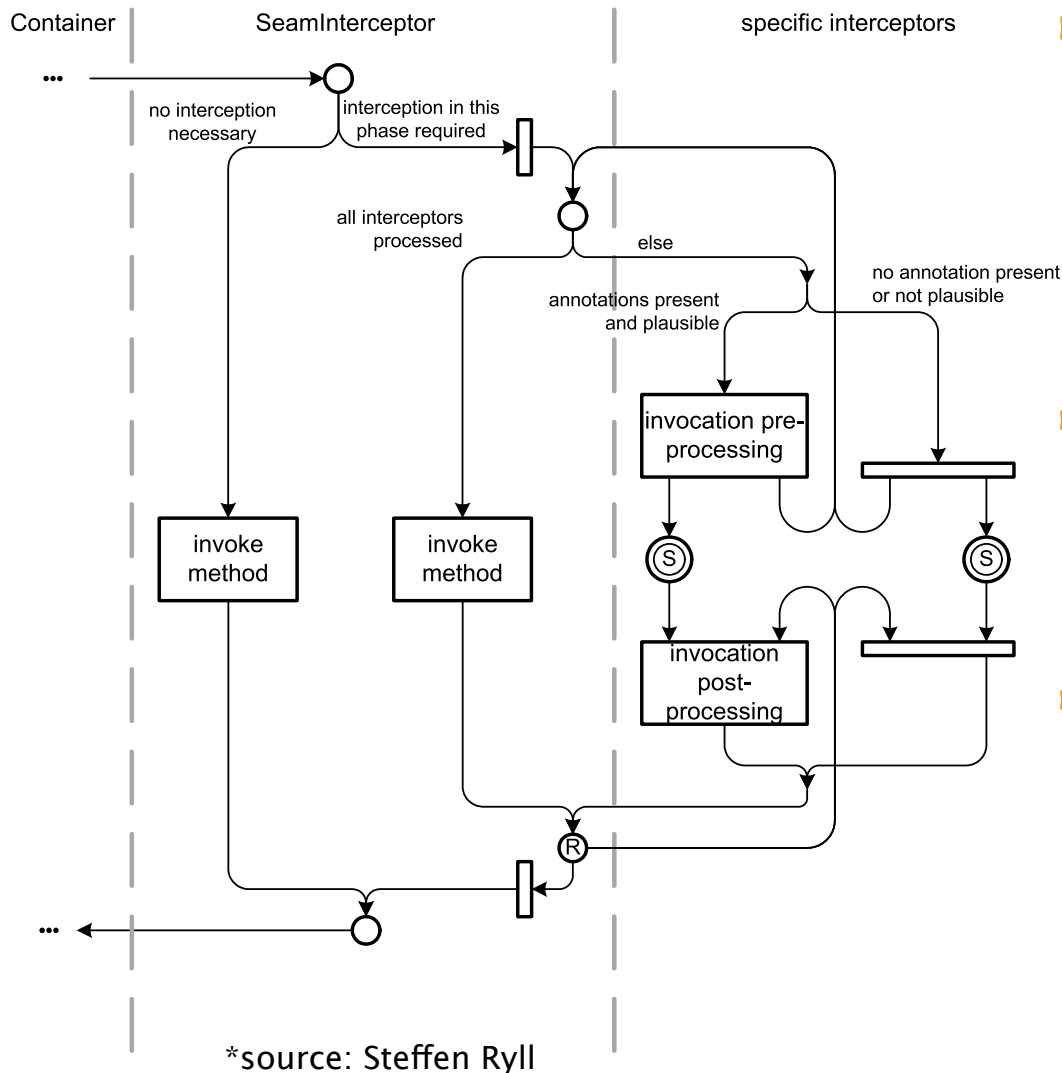 Container
SeamInterceptor
specific interceptors
...
no interception
necessary
interception in this
phase required
all interceptors
processed
else
no annotation present
or not plausible
annotations present
and plausible
invocation pre-
processing
invoke
method
invoke
method
S
S
invocation
post-
processing
R
...
*source: Steffen Ryll